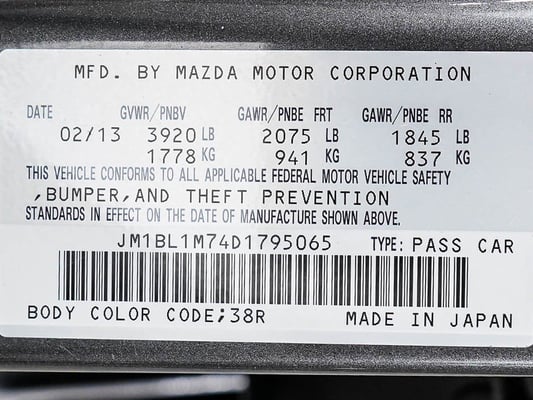 MFD. BY MAZDA MOTOR CORPORATION
DATE GVWR/PNBV GAWR/PNBE FRT GAWR/PNBE RR
02/13 3920 LB 2075 LB 1845 LB
1778 KG 941 KG 837 KG
THIS VEHICLE CONFORMS TO ALL APPLICABLE FEDERAL MOTOR VEHICLE SAFETY
,BUMPER,AND THEFT PREVENTION
STANDARDS IN EFFECT ON THE DATE OF MANUFACTURE SHOWN ABOVE.
JM1BL1M74D1795065 TYPE: PASS CAR
BODY COLOR CODE;38R MADE IN JAPAN